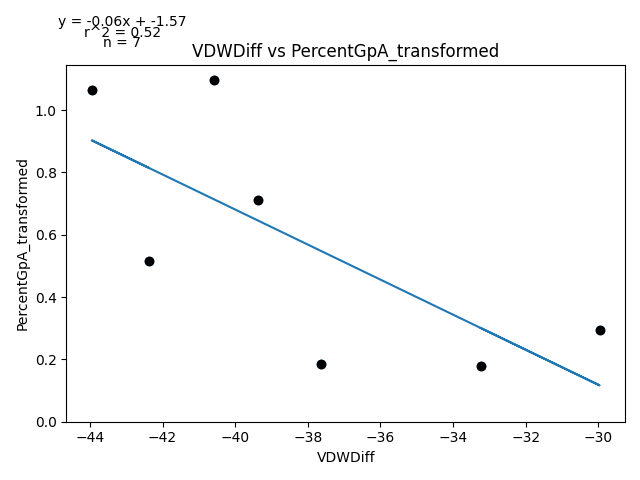 y = -0.06x + -1.57
r^2 = 0.52
n = 7
VDWDiff vs PercentGpA_transformed
PercentGpA_transformed
1.0
0.8
0.6
0.4
0.2
0.0
−44 −42 −40 −38 −36 −34 −32 −30
VDWDiff